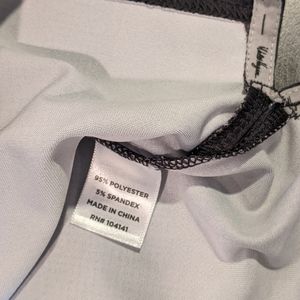 95% POLYESTER
5% SPANDEX
MADE IN CHINA
RN# 104141